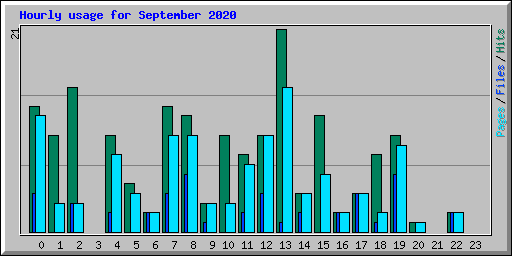 Hourly usage for September 2020
21
Pages/Files/Hits
0 1 2 3 4 5 6 7 8 9 10 11 12 13 14 15 16 17 18 19 20 21 22 23